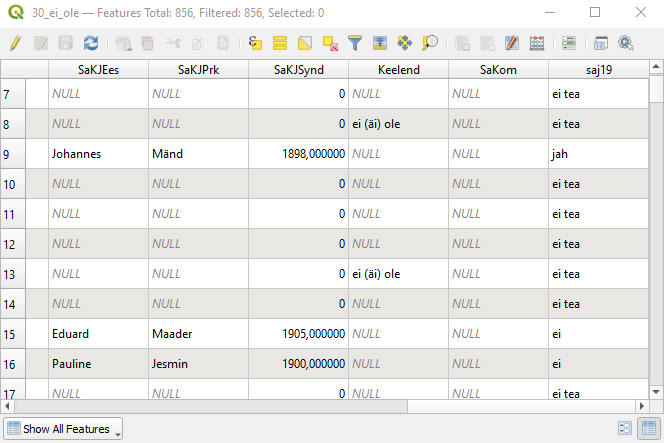 30_ei_ole — Features Total: 856, Filtered: 856, Selected: 0
SaKJEes SaKJPrk SaKJSynd Keelend SaKom saj19
7 NULL NULL 0 NULL NULL ei tea
8 NULL NULL 0 ei (äi) ole NULL ei tea
9 Johannes Mänd 1898,000000 NULL NULL jah
10 NULL NULL 0 NULL NULL ei tea
11 NULL NULL 0 NULL NULL ei tea
12 NULL NULL 0 NULL NULL ei tea
13 NULL NULL 0 ei (äi) ole NULL ei tea
14 NULL NULL 0 NULL NULL ei tea
15 Eduard Maader 1905,000000 NULL NULL ei
16 Pauline Jesmin 1900,000000 NULL NULL ei
17 NULL NULL 0 NULL NULL ei tea
Show All Features